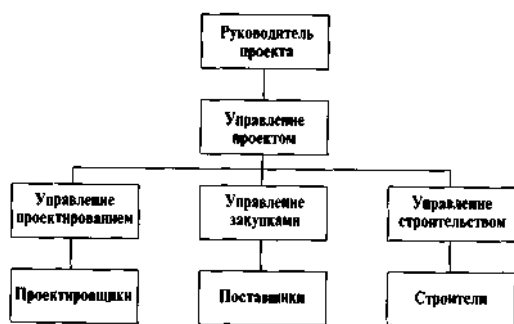 Руководитель
проекта
Управление
проектом
Управление
проектированием
Управление
закупками
Управление
строительством
Проектировщики
Поставщики
Строители